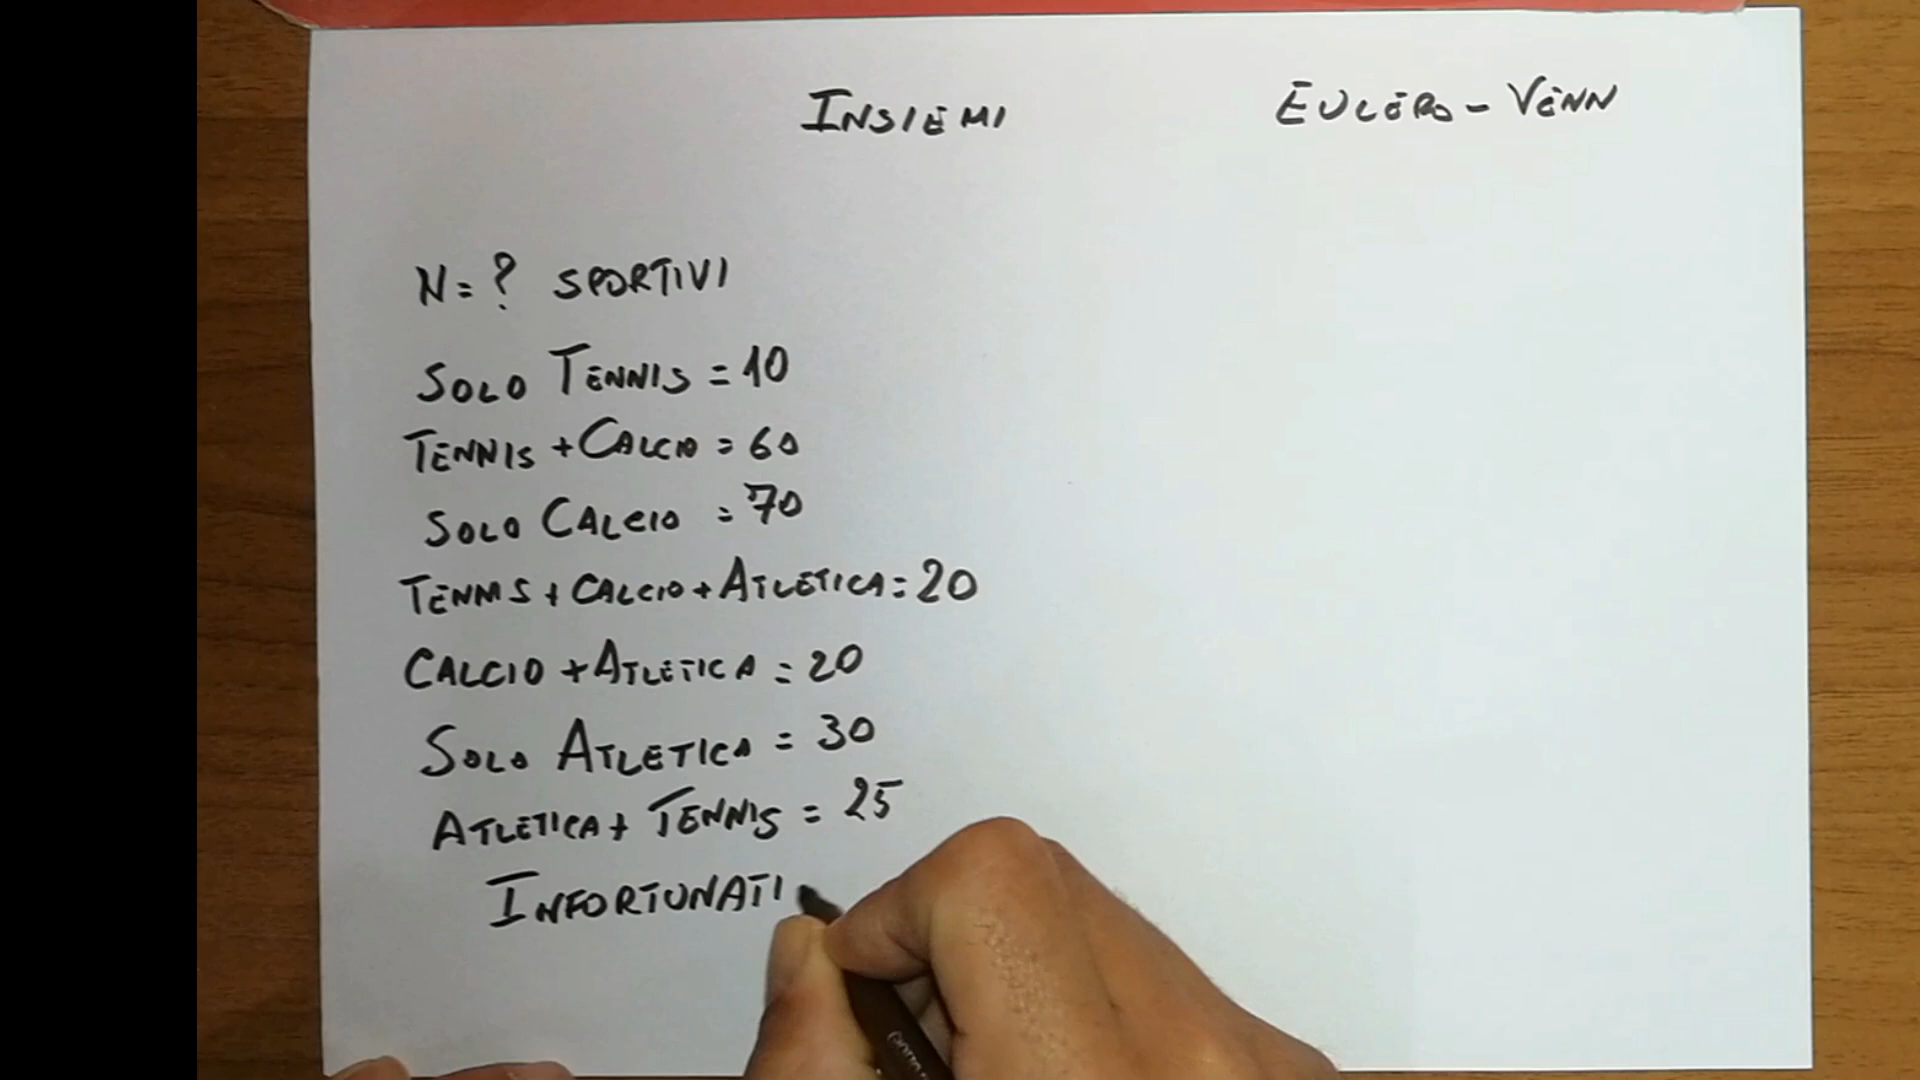 INSIEMI
EULERO - VENN
N = ? SPORTIVI
SOLO TENNIS = 10
TENNIS + CALCIO = 60
SOLO CALCIO = 70
TENNIS + CALCIO + ATLETICA = 20
CALCIO + ATLETICA = 20
SOLO ATLETICA = 30
ATLETICA + TENNIS = 25
INFORTUNATI